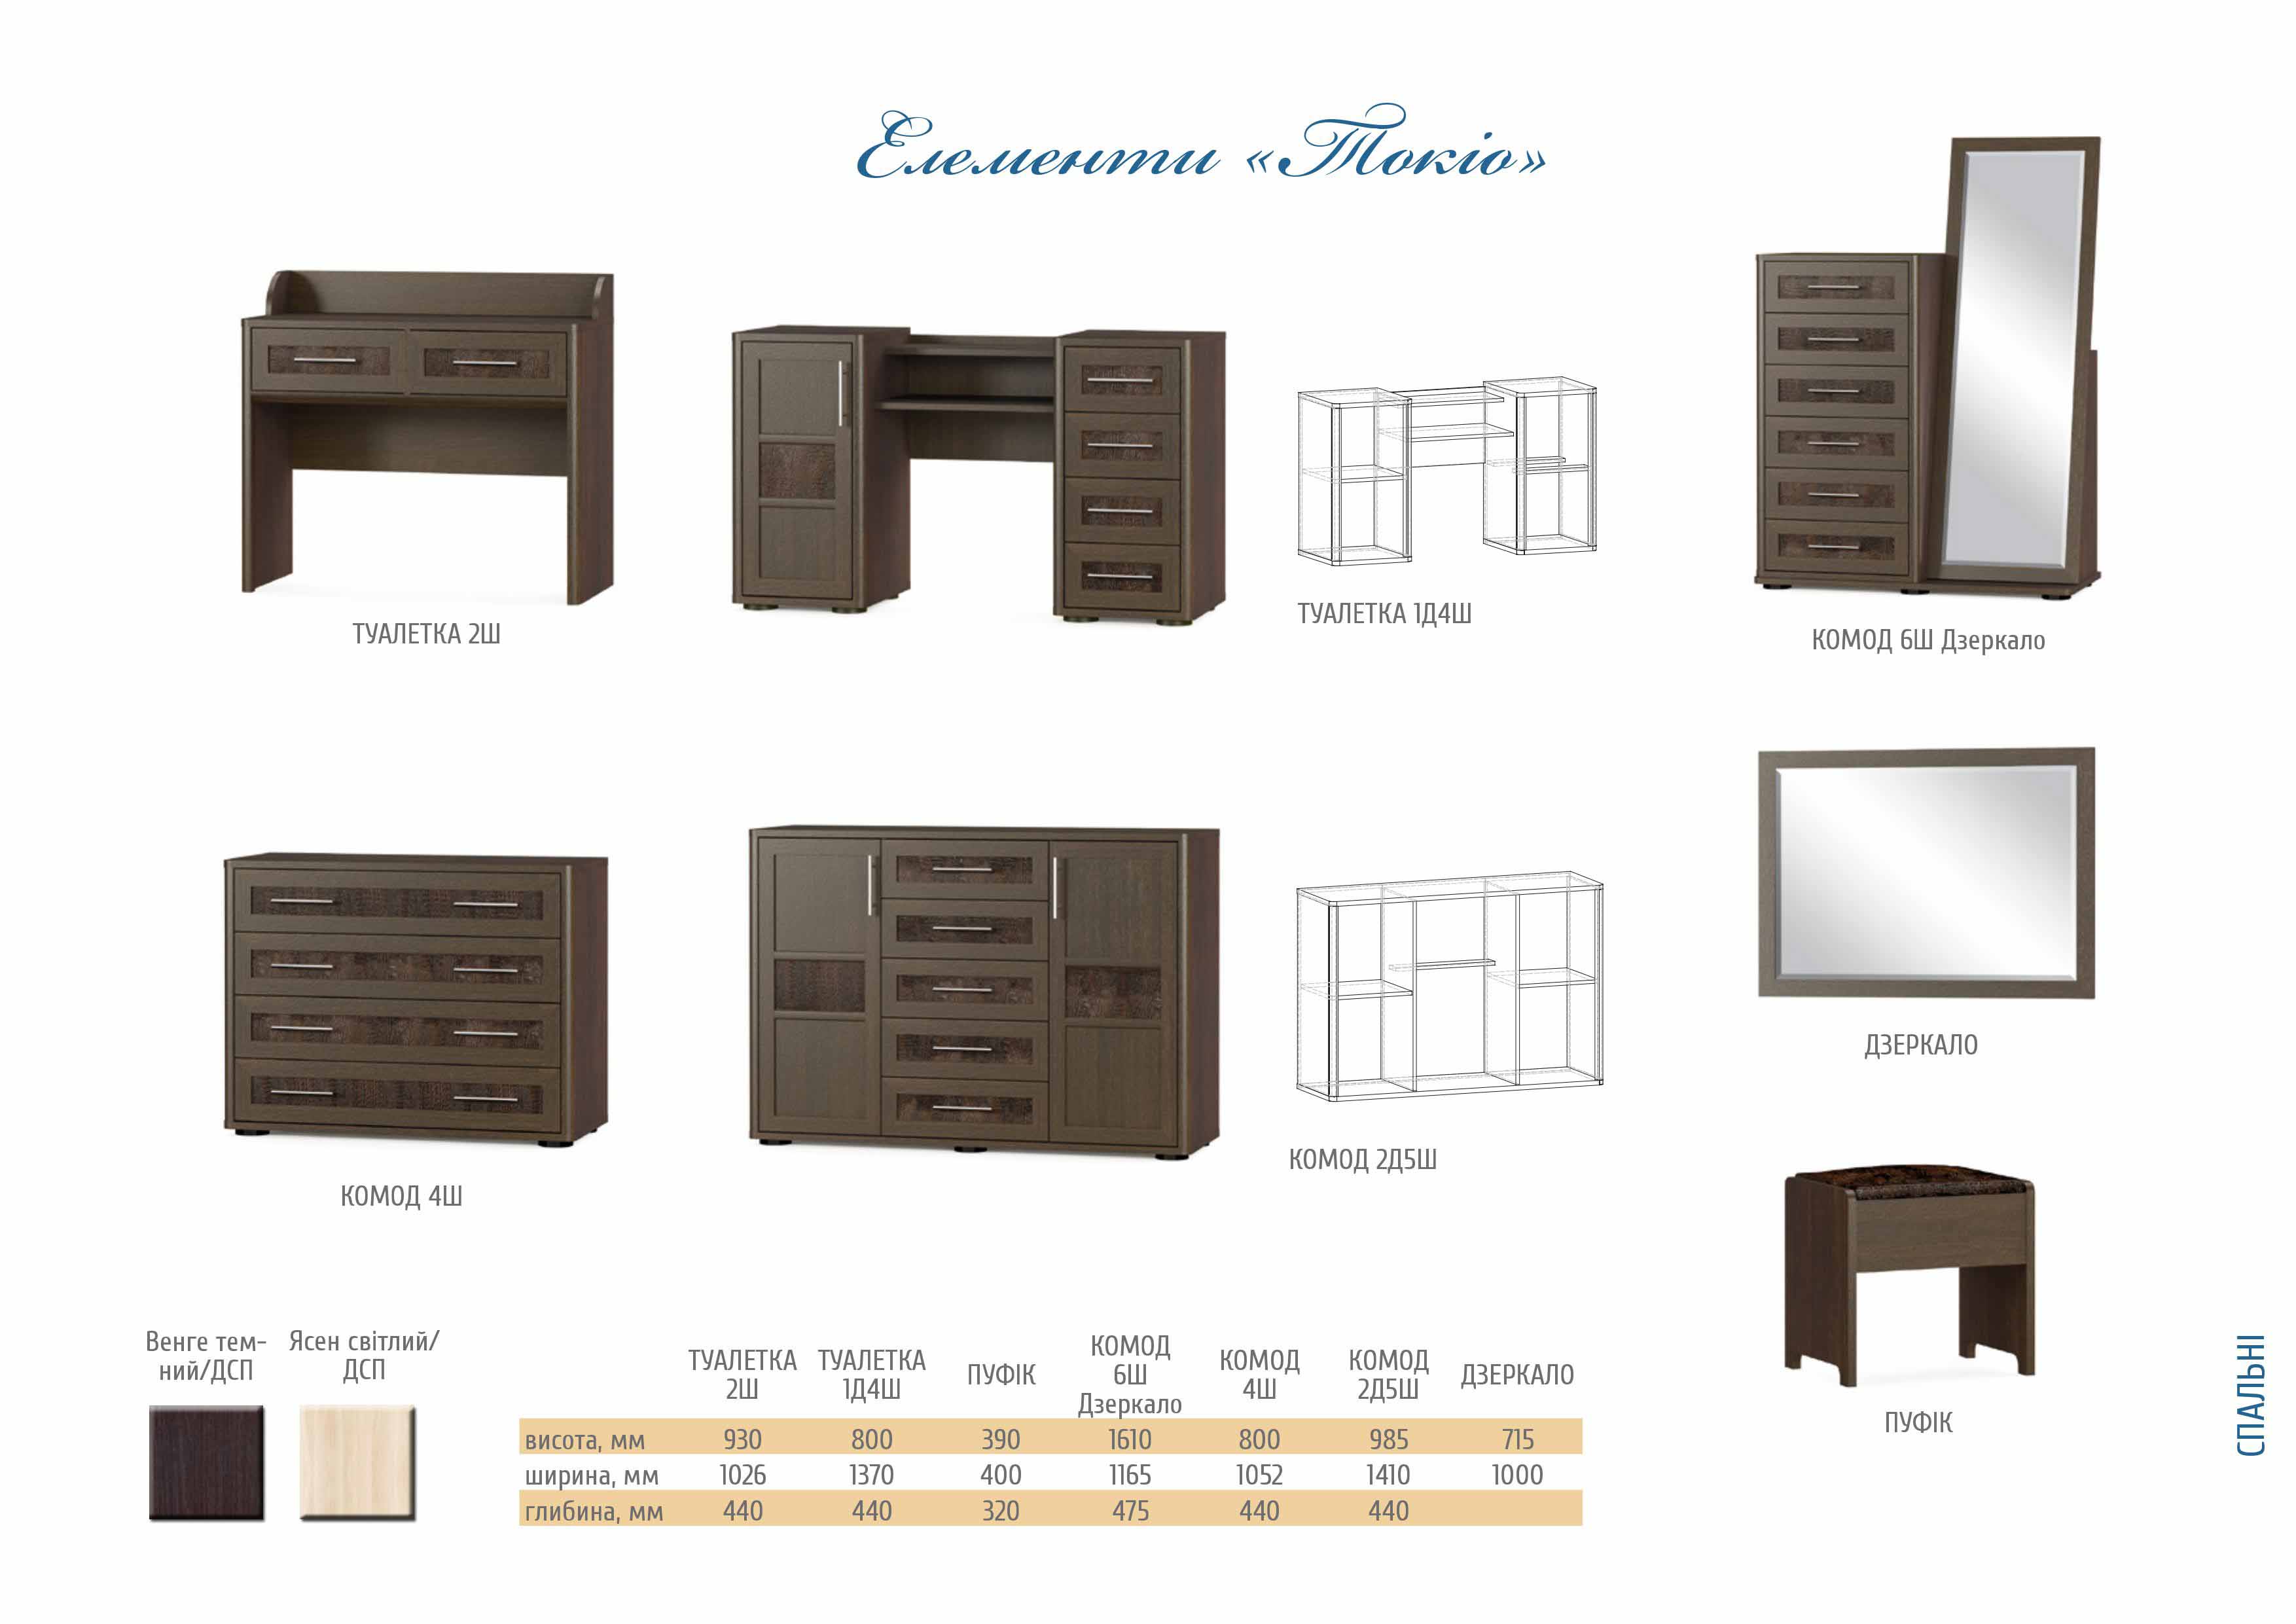 Елементи «Токіо»
ТУАЛЕТКА 2Ш
ТУАЛЕТКА 1Д4Ш
КОМОД 6Ш Дзеркало
КОМОД 4Ш
КОМОД 2Д5Ш
ДЗЕРКАЛО
ПУФІК
Венге тем-
ний/ДСП
Ясен світлий/
ДСП
ТУАЛЕТКА
2Ш
ТУАЛЕТКА
1Д4Ш
ПУФІК
КОМОД
6Ш
Дзеркало
КОМОД
4Ш
КОМОД
2Д5Ш
ДЗЕРКАЛО
висота, мм 930 800 390 1610 800 985 715
ширина, мм 1026 1370 400 1165 1052 1410 1000
глибина, мм 440 440 320 475 440 440
СПАЛЬНІ